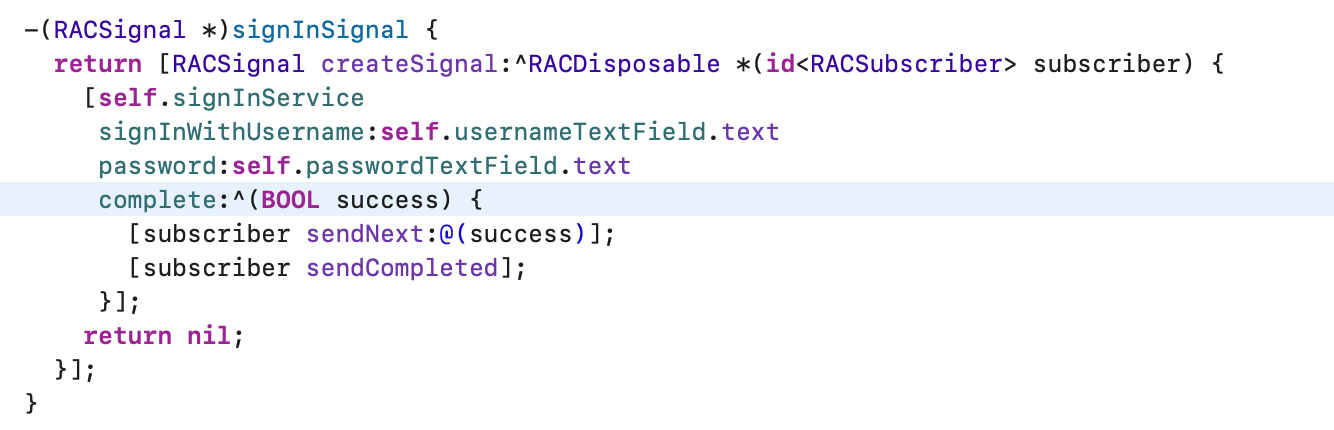 -(RACSignal *)signInSignal {
  return [RACSignal createSignal:^RACDisposable *(id<RACSubscriber> subscriber) {
    [self.signInService
     signInWithUsername:self.usernameTextField.text
     password:self.passwordTextField.text
     complete:^(BOOL success) {
       [subscriber sendNext:@(success)];
       [subscriber sendCompleted];
     }];
    return nil;
  }];
}